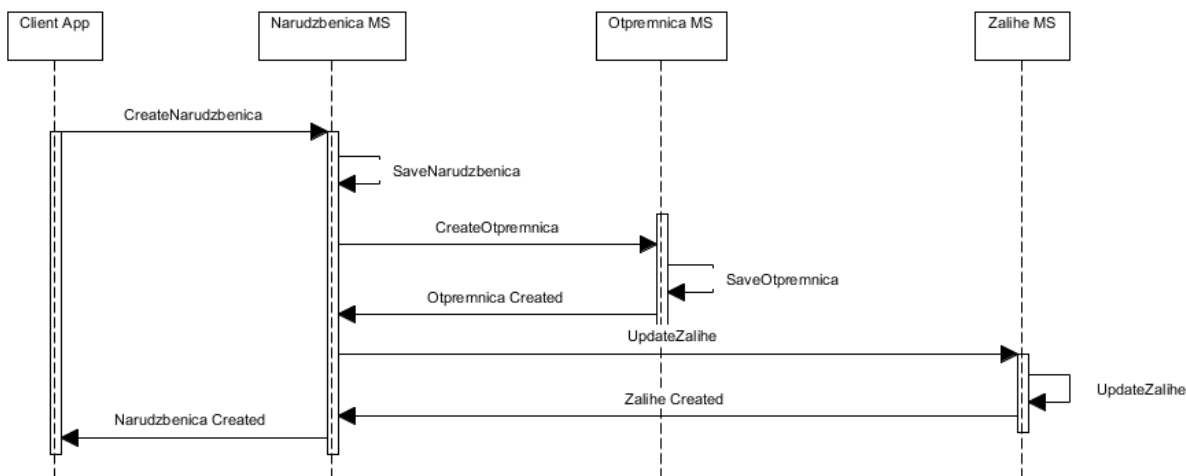 Client App
Narudzbenica MS
Otpremnica MS
Zalihe MS
CreateNarudzbenica
SaveNarudzbenica
CreateOtpremnica
SaveOtpremnica
Otpremnica Created
UpdateZalihe
UpdateZalihe
Zalihe Created
Narudzbenica Created